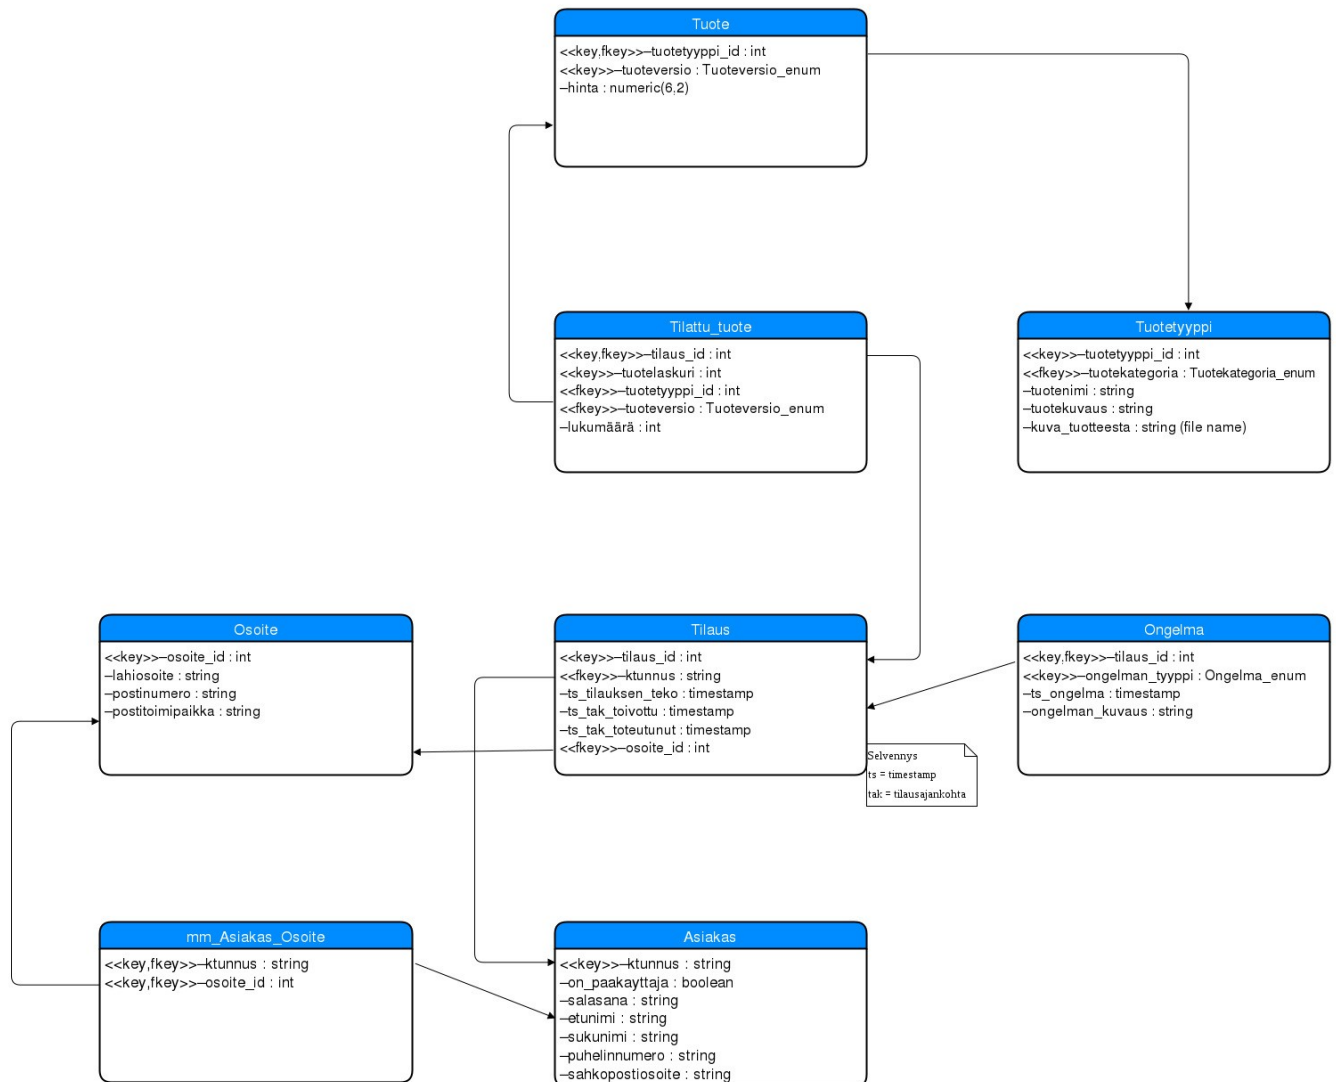 Tuote
<<key,fkey>>–tuotetyyppi_id : int
<<key>>–tuoteversio : Tuoteversio_enum
–hinta : numeric(6,2)
Tilattu_tuote
<<key,fkey>>–tilaus_id : int
<<key>>–tuotelaskuri : int
<<fkey>>–tuotetyyppi_id : int
<<fkey>>–tuoteversio : Tuoteversio_enum
–lukumäärä : int
Tuotetyyppi
<<key>>–tuotetyyppi_id : int
<<fkey>>–tuotekategoria : Tuotekategoria_enum
–tuotenimi : string
–tuotekuvaus : string
–kuva_tuotteesta : string (file name)
Osoite
<<key>>–osoite_id : int
–lahiosoite : string
–postinumero : string
–postitoimipaikka : string
Tilaus
<<key>>–tilaus_id : int
<<fkey>>–ktunnus : string
–ts_tilauksen_teko : timestamp
–ts_tak_toivottu : timestamp
–ts_tak_toteutunut : timestamp
<<fkey>>–osoite_id : int
Selvennys
ts = timestamp
tak = tilausajankohta
Ongelma
<<key,fkey>>–tilaus_id : int
<<key>>–ongelman_tyyppi : Ongelma_enum
–ts_ongelma : timestamp
–ongelman_kuvaus : string
mm_Asiakas_Osoite
<<key,fkey>>–ktunnus : string
<<key,fkey>>–osoite_id : int
Asiakas
<<key>>–ktunnus : string
–on_paakayttaja : boolean
–salasana : string
–etunimi : string
–sukunimi : string
–puhelinnumero : string
–sahkopostiosoite : string